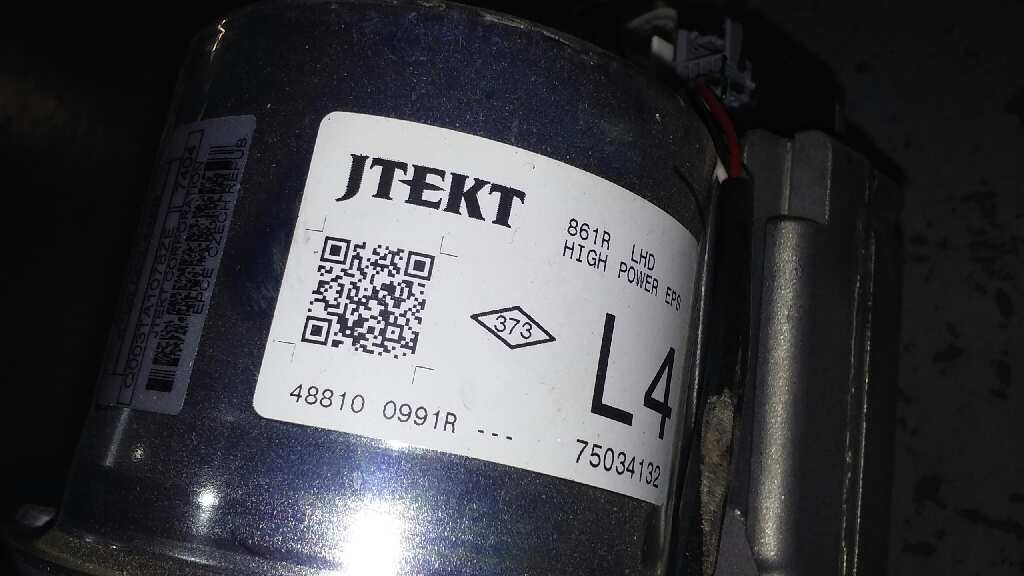 JTEKT
861R LHD
HIGH POWER EPS
373
L4
48810 0991R ---
75034132